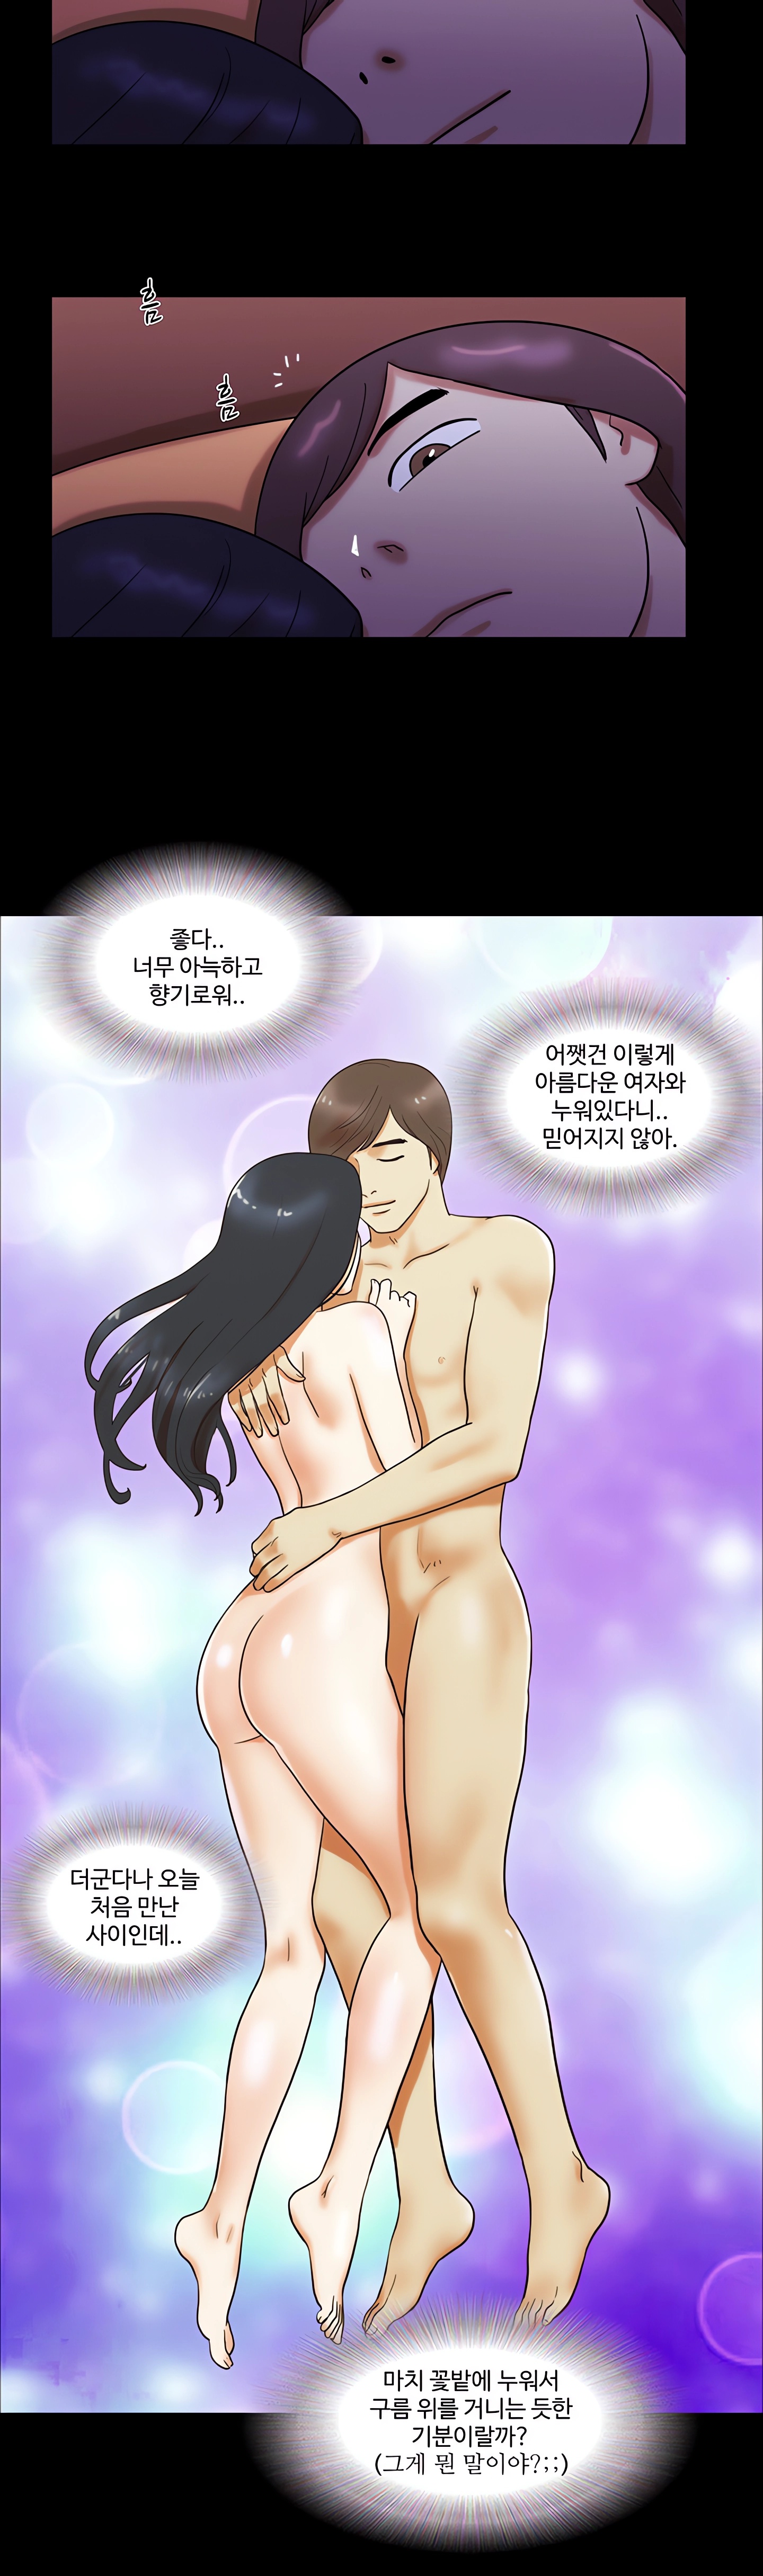 흠
흠
좋다..
너무 아늑하고
향기로워..
어쨋건 이렇게
아름다운 여자와
누워있다니..
믿어지지 않아.
더군다나 오늘
처음 만난
사이인데..
마치 꽃밭에 누워서
구름 위를 거니는 듯한
기분이랄까?
(그게 뭔 말이야?;;)